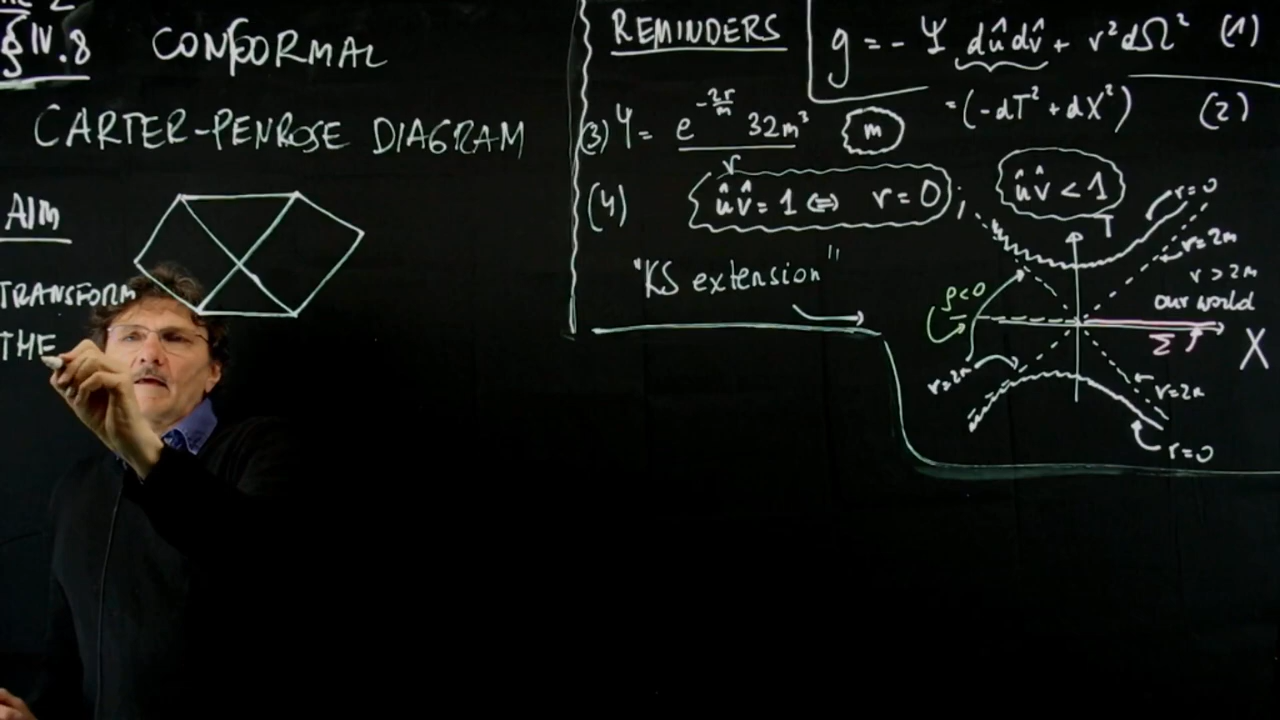 § IV.8 CONFORMAL
CARTER-PENROSE DIAGRAM
AIM
TRANSFORM
THE
REMINDERS
g = - Ψ dûdv̂ + r²dΩ² (1)
= (-dT² + dX²) (2)
(3) Ψ = e^{-2r/m} 32m³ / r
m
(4) ûv̂ = 1 ⇔ r = 0 ; ûv̂ < 1
"KS extension"
T
r=0
r=2m
r > 2m
our world
ρ<0
Σ
X
r=2m
r=2m
r=0